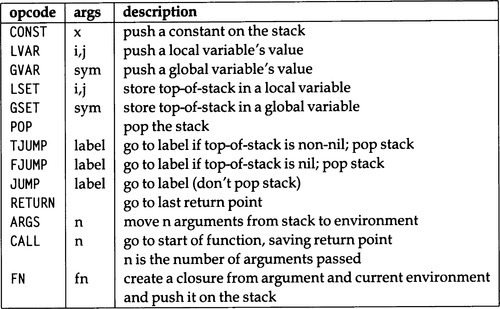 opcode args description
CONST x push a constant on the stack
LVAR i,j push a local variable's value
GVAR sym push a global variable's value
LSET i,j store top-of-stack in a local variable
GSET sym store top-of-stack in a global variable
POP pop the stack
TJUMP label go to label if top-of-stack is non-nil; pop stack
FJUMP label go to label if top-of-stack is nil; pop stack
JUMP label go to label (don't pop stack)
RETURN go to last return point
ARGS n move n arguments from stack to environment
CALL n go to start of function, saving return point
n is the number of arguments passed
FN fn create a closure from argument and current environment
and push it on the stack